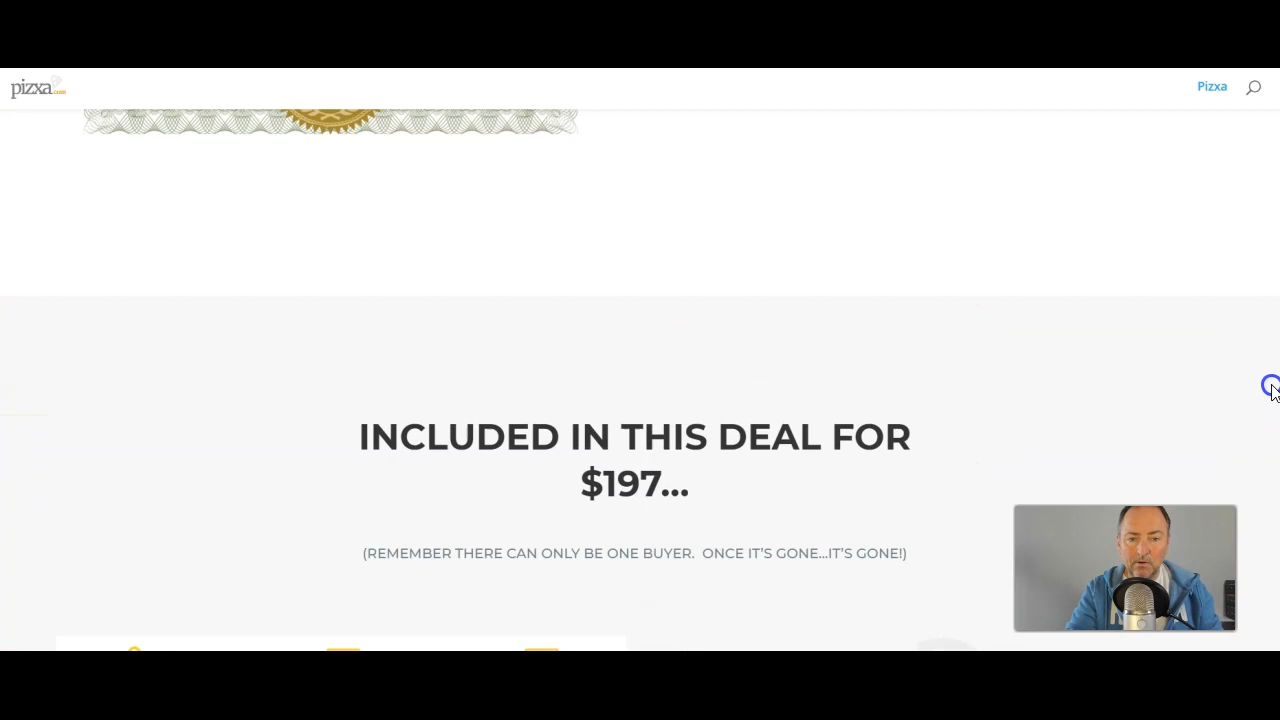 pizxa.com
Pizxa
INCLUDED IN THIS DEAL FOR
$197...
(REMEMBER THERE CAN ONLY BE ONE BUYER.  ONCE IT'S GONE...IT'S GONE!)